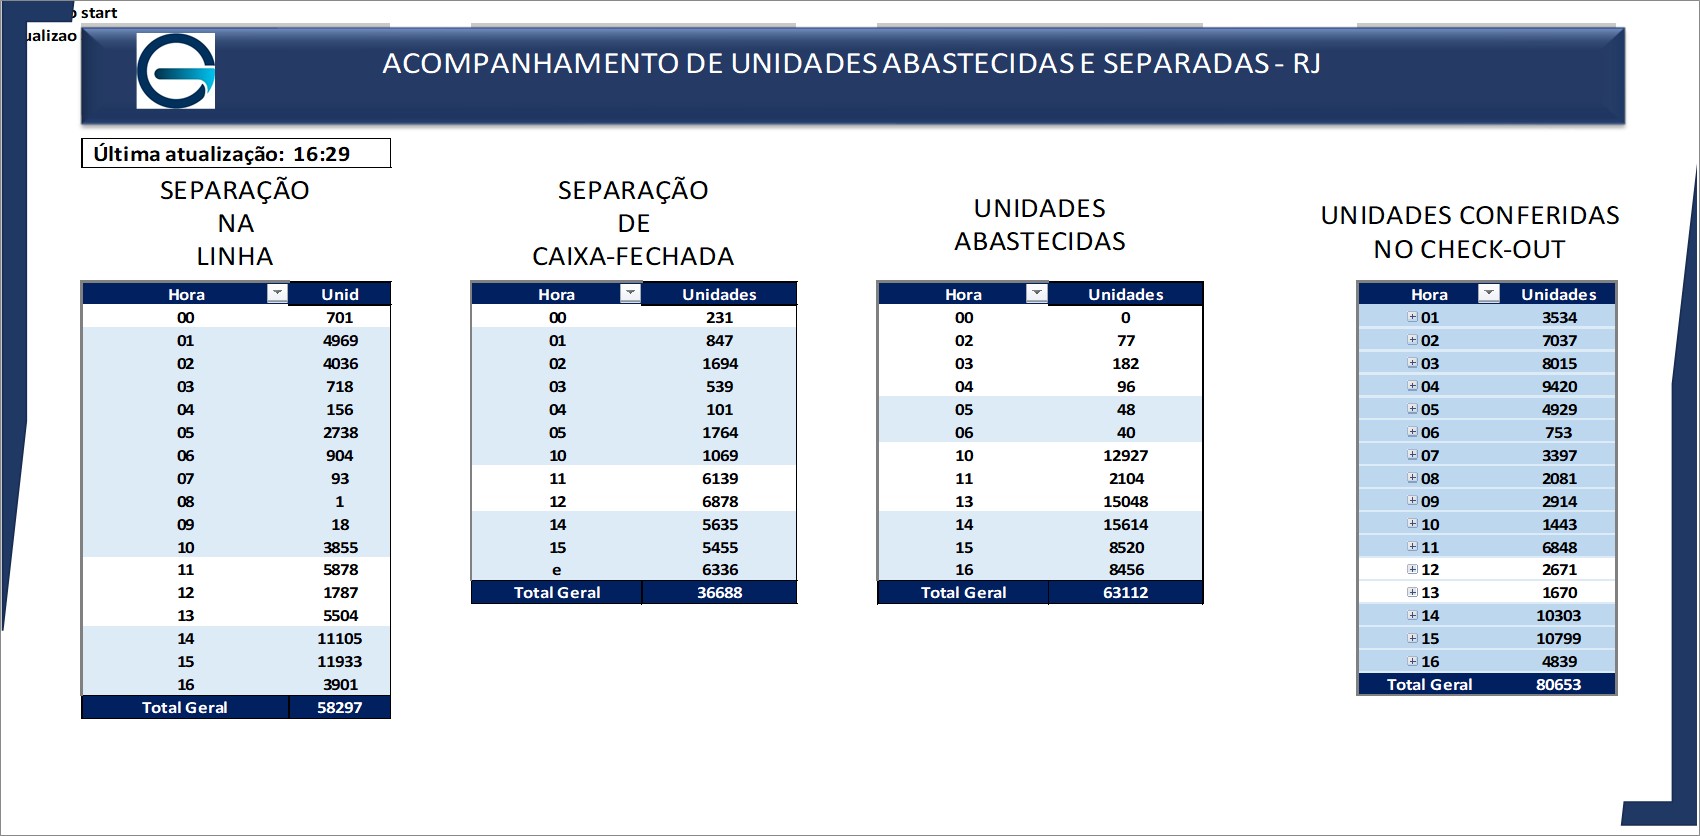 o start
ualizao
ACOMPANHAMENTO DE UNIDADES ABASTECIDAS E SEPARADAS - RJ
Última atualização: 16:29
SEPARAÇÃO
NA
LINHA
Hora Unid
00 701
01 4969
02 4036
03 718
04 156
05 2738
06 904
07 93
08 1
09 18
10 3855
11 5878
12 1787
13 5504
14 11105
15 11933
16 3901
Total Geral 58297
SEPARAÇÃO
DE
CAIXA-FECHADA
Hora Unidades
00 231
01 847
02 1694
03 539
04 101
05 1764
10 1069
11 6139
12 6878
14 5635
15 5455
e 6336
Total Geral 36688
UNIDADES
ABASTECIDAS
Hora Unidades
00 0
02 77
03 182
04 96
05 48
06 40
10 12927
11 2104
13 15048
14 15614
15 8520
16 8456
Total Geral 63112
UNIDADES CONFERIDAS
NO CHECK-OUT
Hora Unidades
01 3534
02 7037
03 8015
04 9420
05 4929
06 753
07 3397
08 2081
09 2914
10 1443
11 6848
12 2671
13 1670
14 10303
15 10799
16 4839
Total Geral 80653